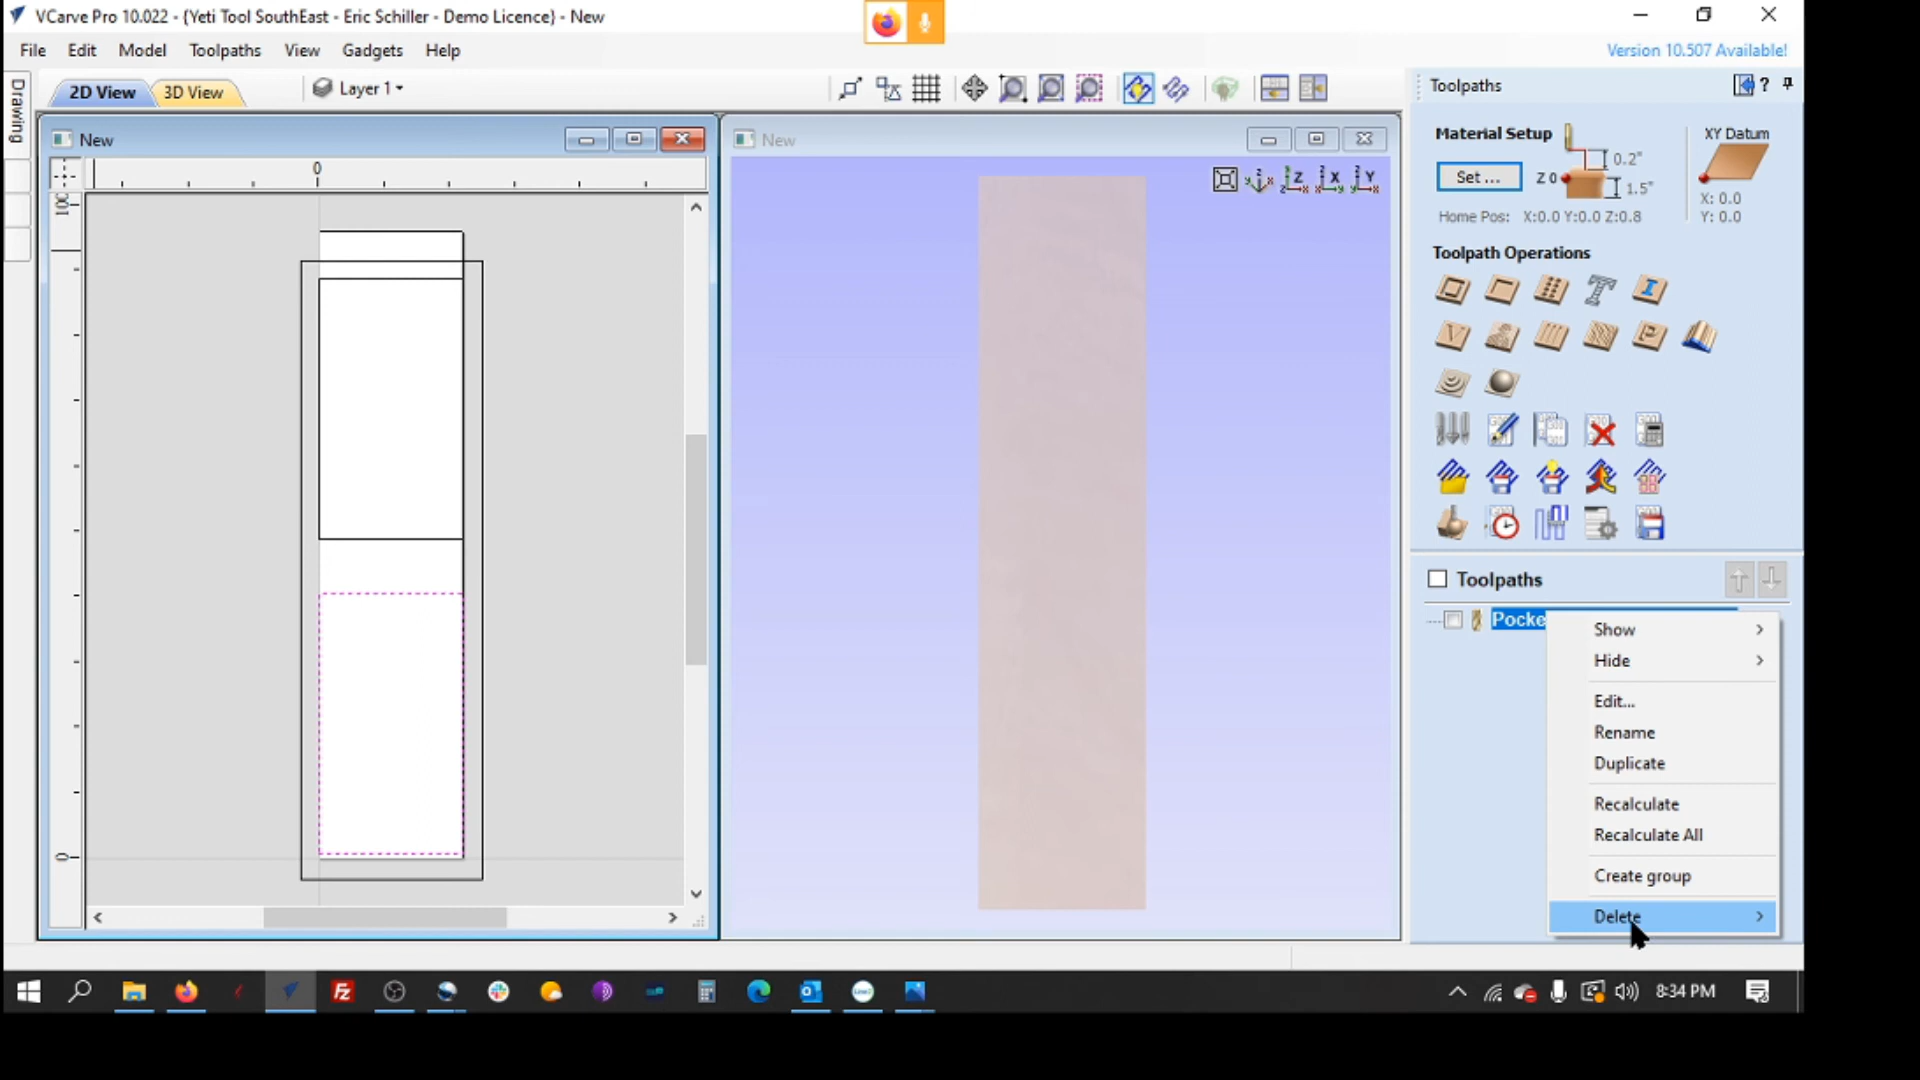 VCarve Pro 10.022 - {Yeti Tool SouthEast - Eric Schiller - Demo Licence} - New
File Edit Model Toolpaths View Gadgets Help
Version 10.507 Available!
Drawing
2D View 3D View Layer 1
New
0
100
0
New
Z X Y
Toolpaths
?
Material Setup
XY Datum
Set ...
Z 0
0.2"
1.5"
X: 0.0
Y: 0.0
Home Pos: X:0.0 Y:0.0 Z:0.8
Toolpath Operations
Toolpaths
Pocke
Show
Hide
Edit...
Rename
Duplicate
Recalculate
Recalculate All
Create group
Delete
8:34 PM